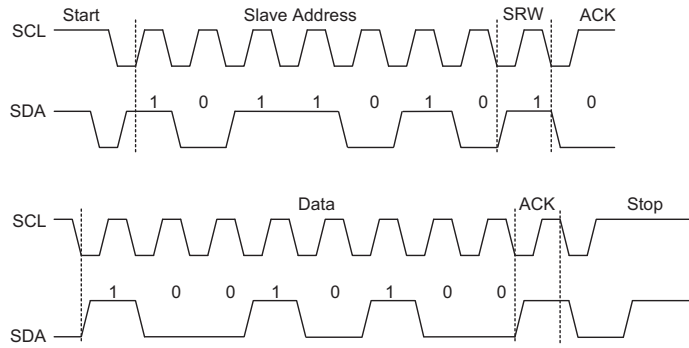 Start Slave Address SRW ACK
SCL
1 0 1 1 0 1 0 1 0
SDA
Data ACK Stop
SCL
1 0 0 1 0 1 0 0
SDA